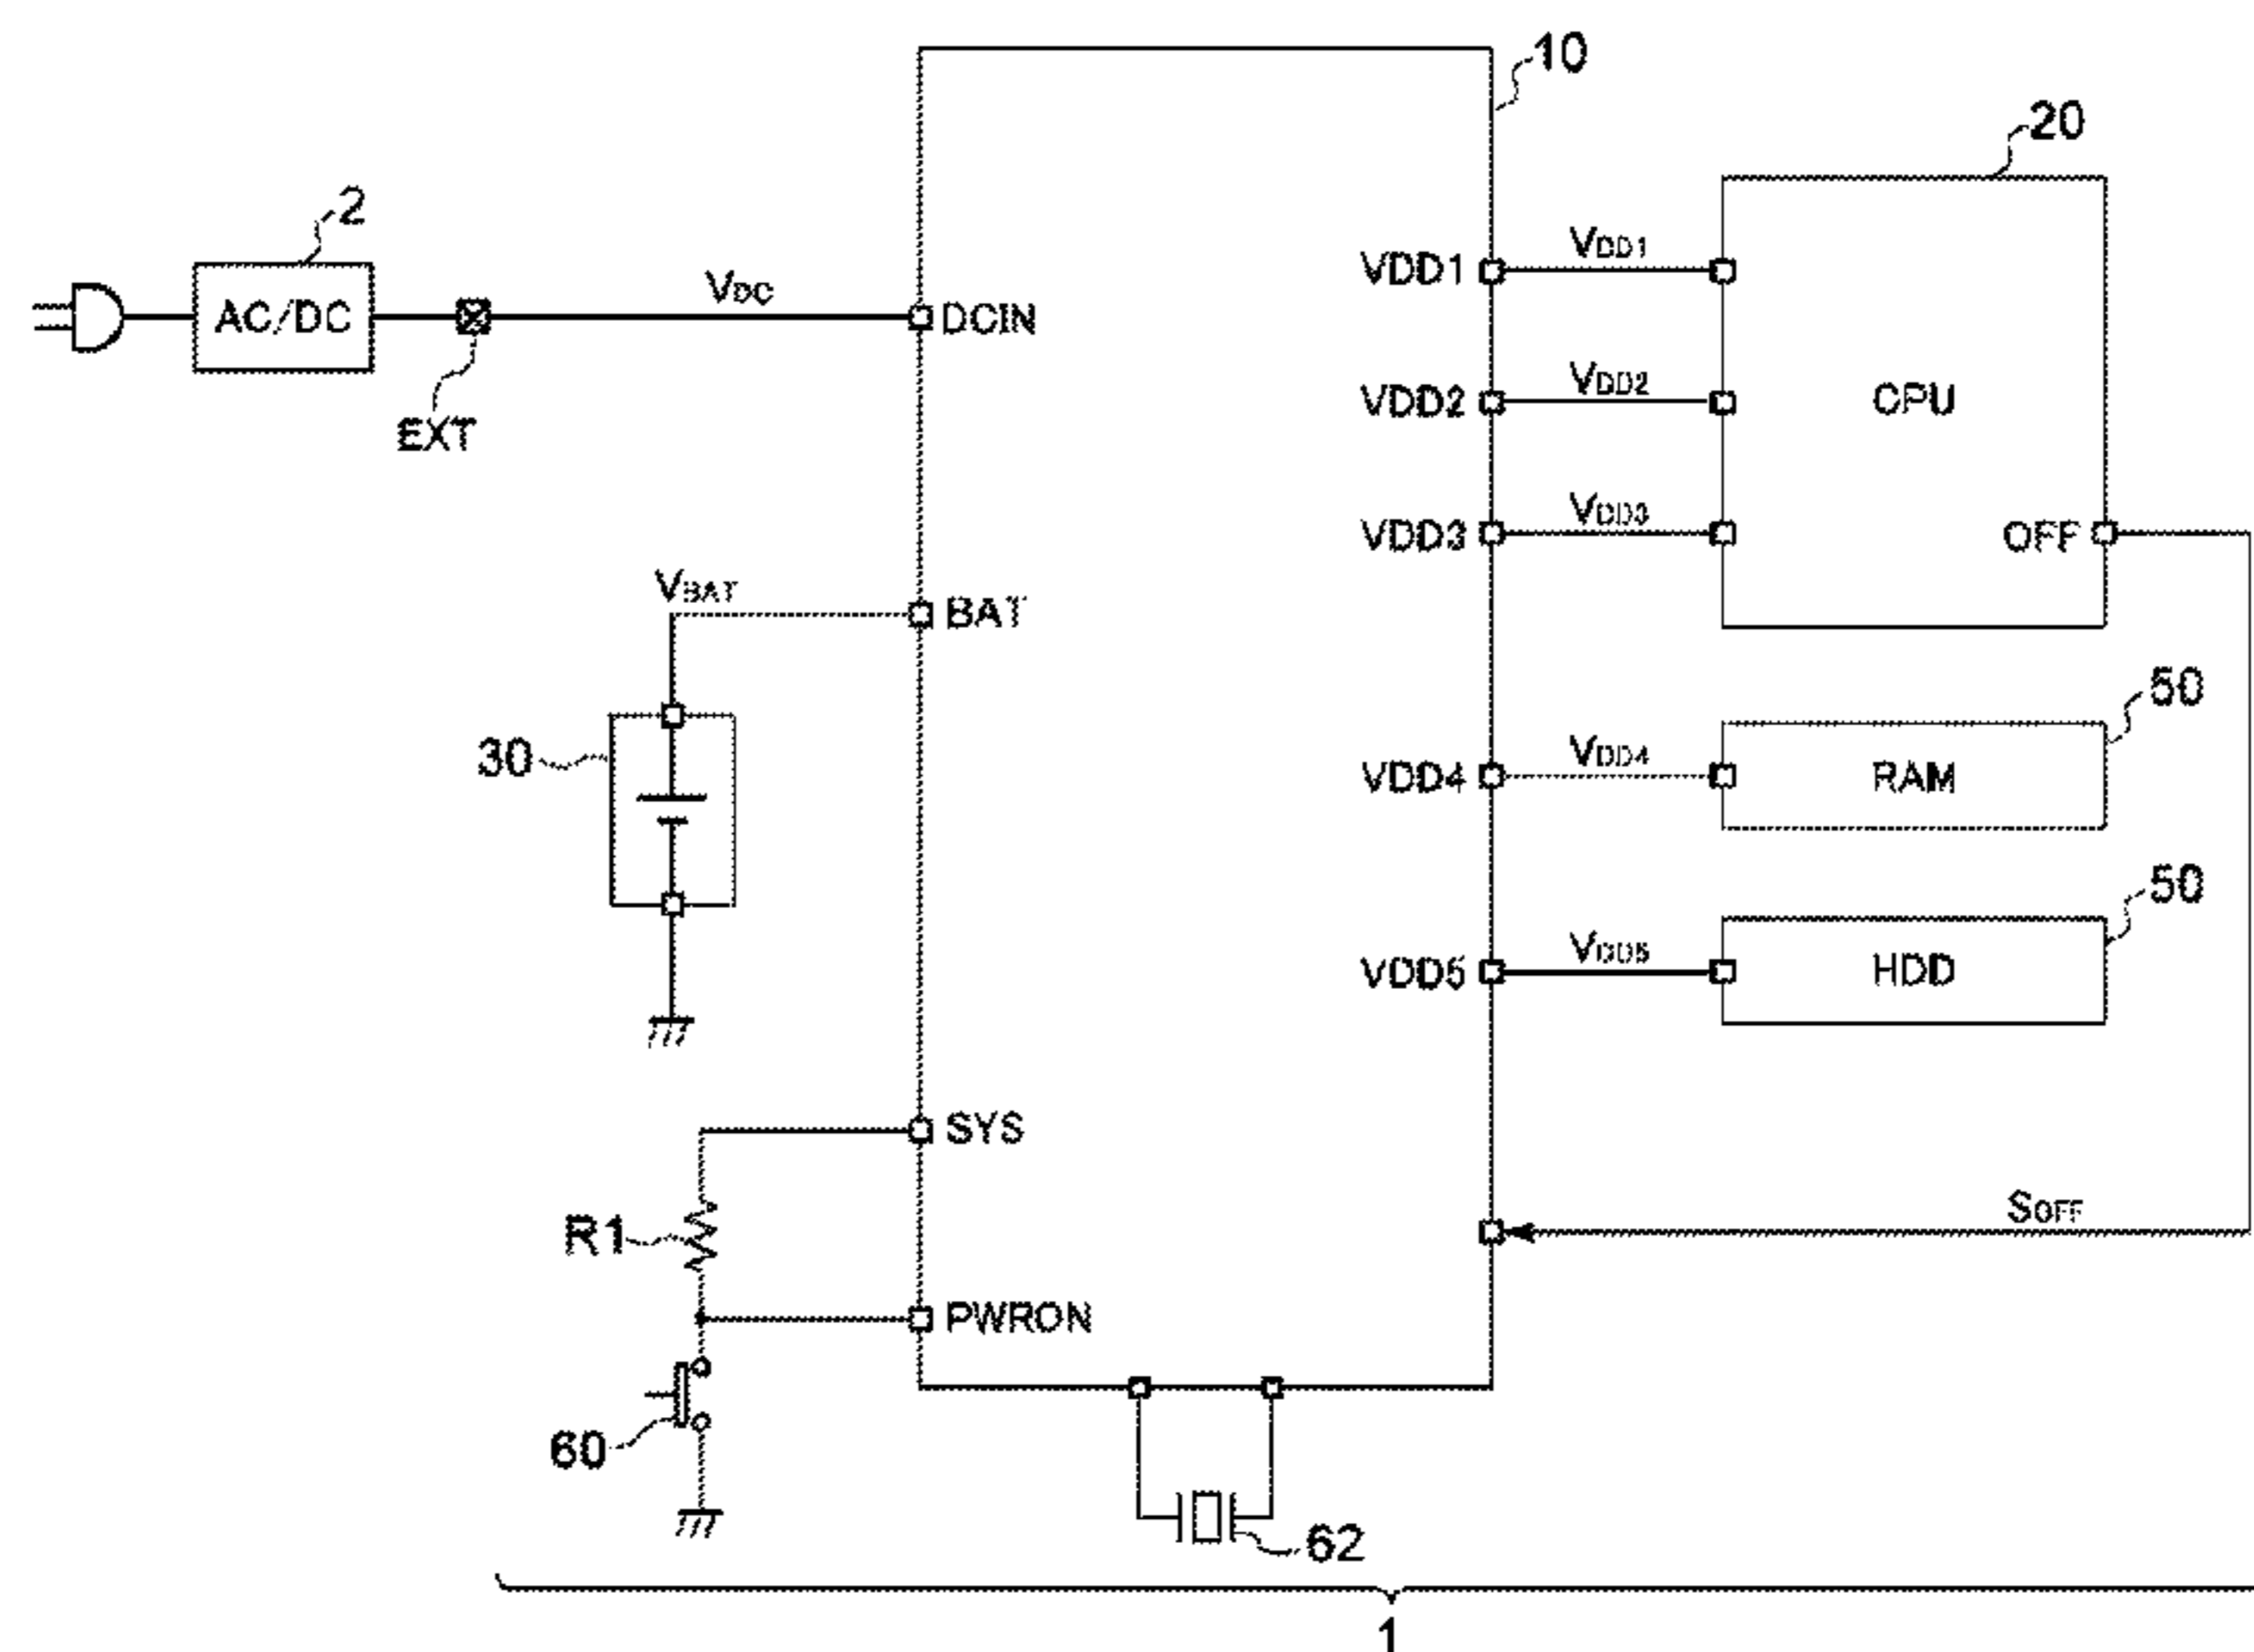 10
20
2
AC/DC
VDC
DCIN
EXT
VDD1
VDD1
VDD2
VDD2
CPU
VDD3
VDD3
OFF
VBAT
BAT
30
VDD4
VDD4
RAM
50
VDD5
VDD5
HDD
50
SYS
R1
SOFF
PWRON
60
62
1